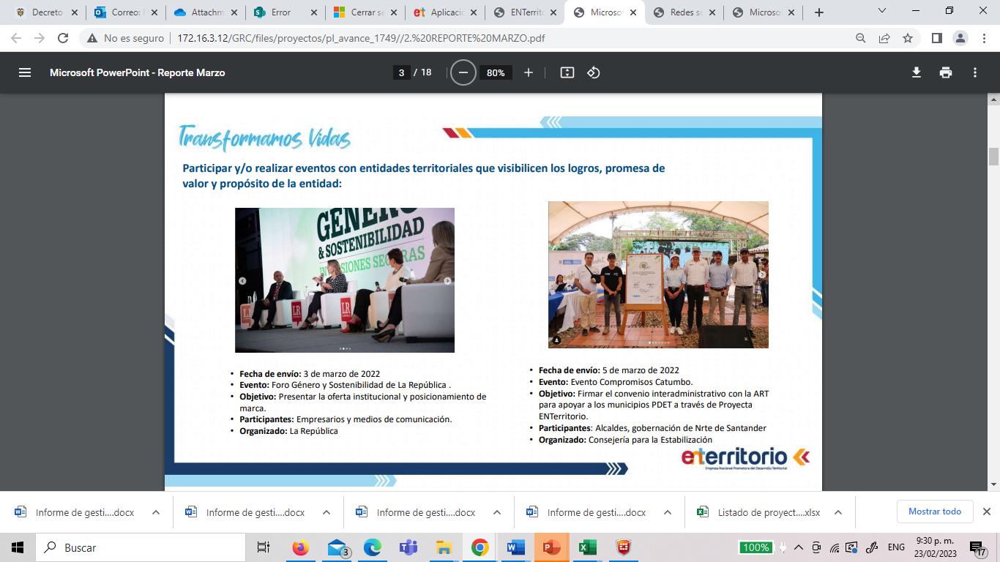 Decreto
Correo:
Attachm
Error
Cerrar se
Aplicacio
ENTerrito
Microsof
Redes so
Microso
No es seguro
172.16.3.12/GRC/files/proyectos/pl_avance_1749//2.%20REPORTE%20MARZO.pdf
Microsoft PowerPoint - Reporte Marzo
3 / 18
80%
Transformamos Vidas
Participar y/o realizar eventos con entidades territoriales que visibilicen los logros, promesa de
valor y propósito de la entidad:
GÉNERO
& SOSTENIBILIDAD
LR
LR
LR
• Fecha de envío: 3 de marzo de 2022
• Evento: Foro Género y Sostenibilidad de La República .
• Objetivo: Presentar la oferta institucional y posicionamiento de
marca.
• Participantes: Empresarios y medios de comunicación.
• Organizado: La República
• Fecha de envío: 5 de marzo de 2022
• Evento: Evento Compromisos Catumbo.
• Objetivo: Firmar el convenio interadministrativo con la ART
para apoyar a los municipios PDET a través de Proyecta
ENTerritorio.
• Participantes: Alcaldes, gobernación de Nrte de Santander
• Organizado: Consejería para la Estabilización
enterritorio
Empresa Nacional Promotora del Desarrollo Territorial
Informe de gesti....docx
Informe de gesti....docx
Informe de gesti....docx
Informe de gesti....docx
Listado de proyect....xlsx
Mostrar todo
Buscar
3
100%
ENG
9:30 p. m.
23/02/2023
17